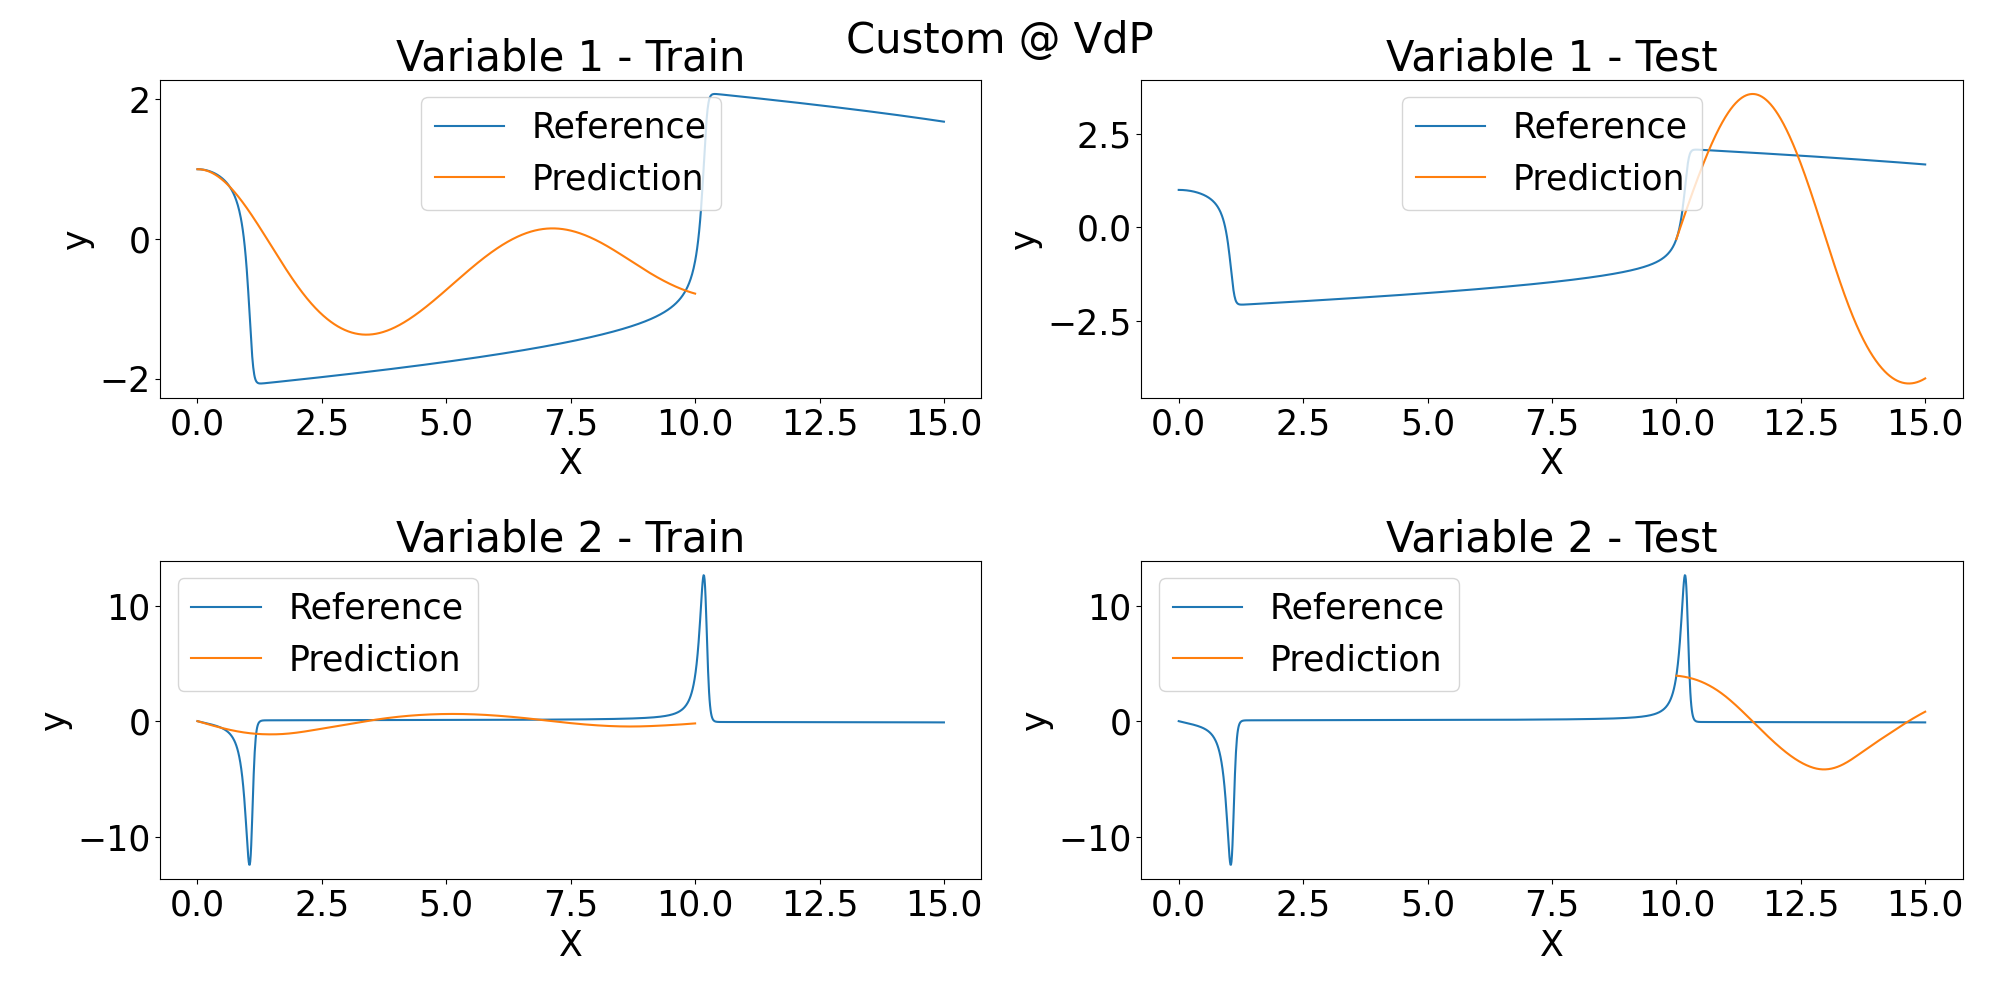 Custom @ VdP
Variable 1 - Train
2
0
−2
y
Reference
Prediction
0.0 2.5 5.0 7.5 10.0 12.5 15.0
X
Variable 1 - Test
2.5
0.0
−2.5
y
Reference
Prediction
0.0 2.5 5.0 7.5 10.0 12.5 15.0
X
Variable 2 - Train
10
0
−10
y
Reference
Prediction
0.0 2.5 5.0 7.5 10.0 12.5 15.0
X
Variable 2 - Test
10
0
−10
y
Reference
Prediction
0.0 2.5 5.0 7.5 10.0 12.5 15.0
X